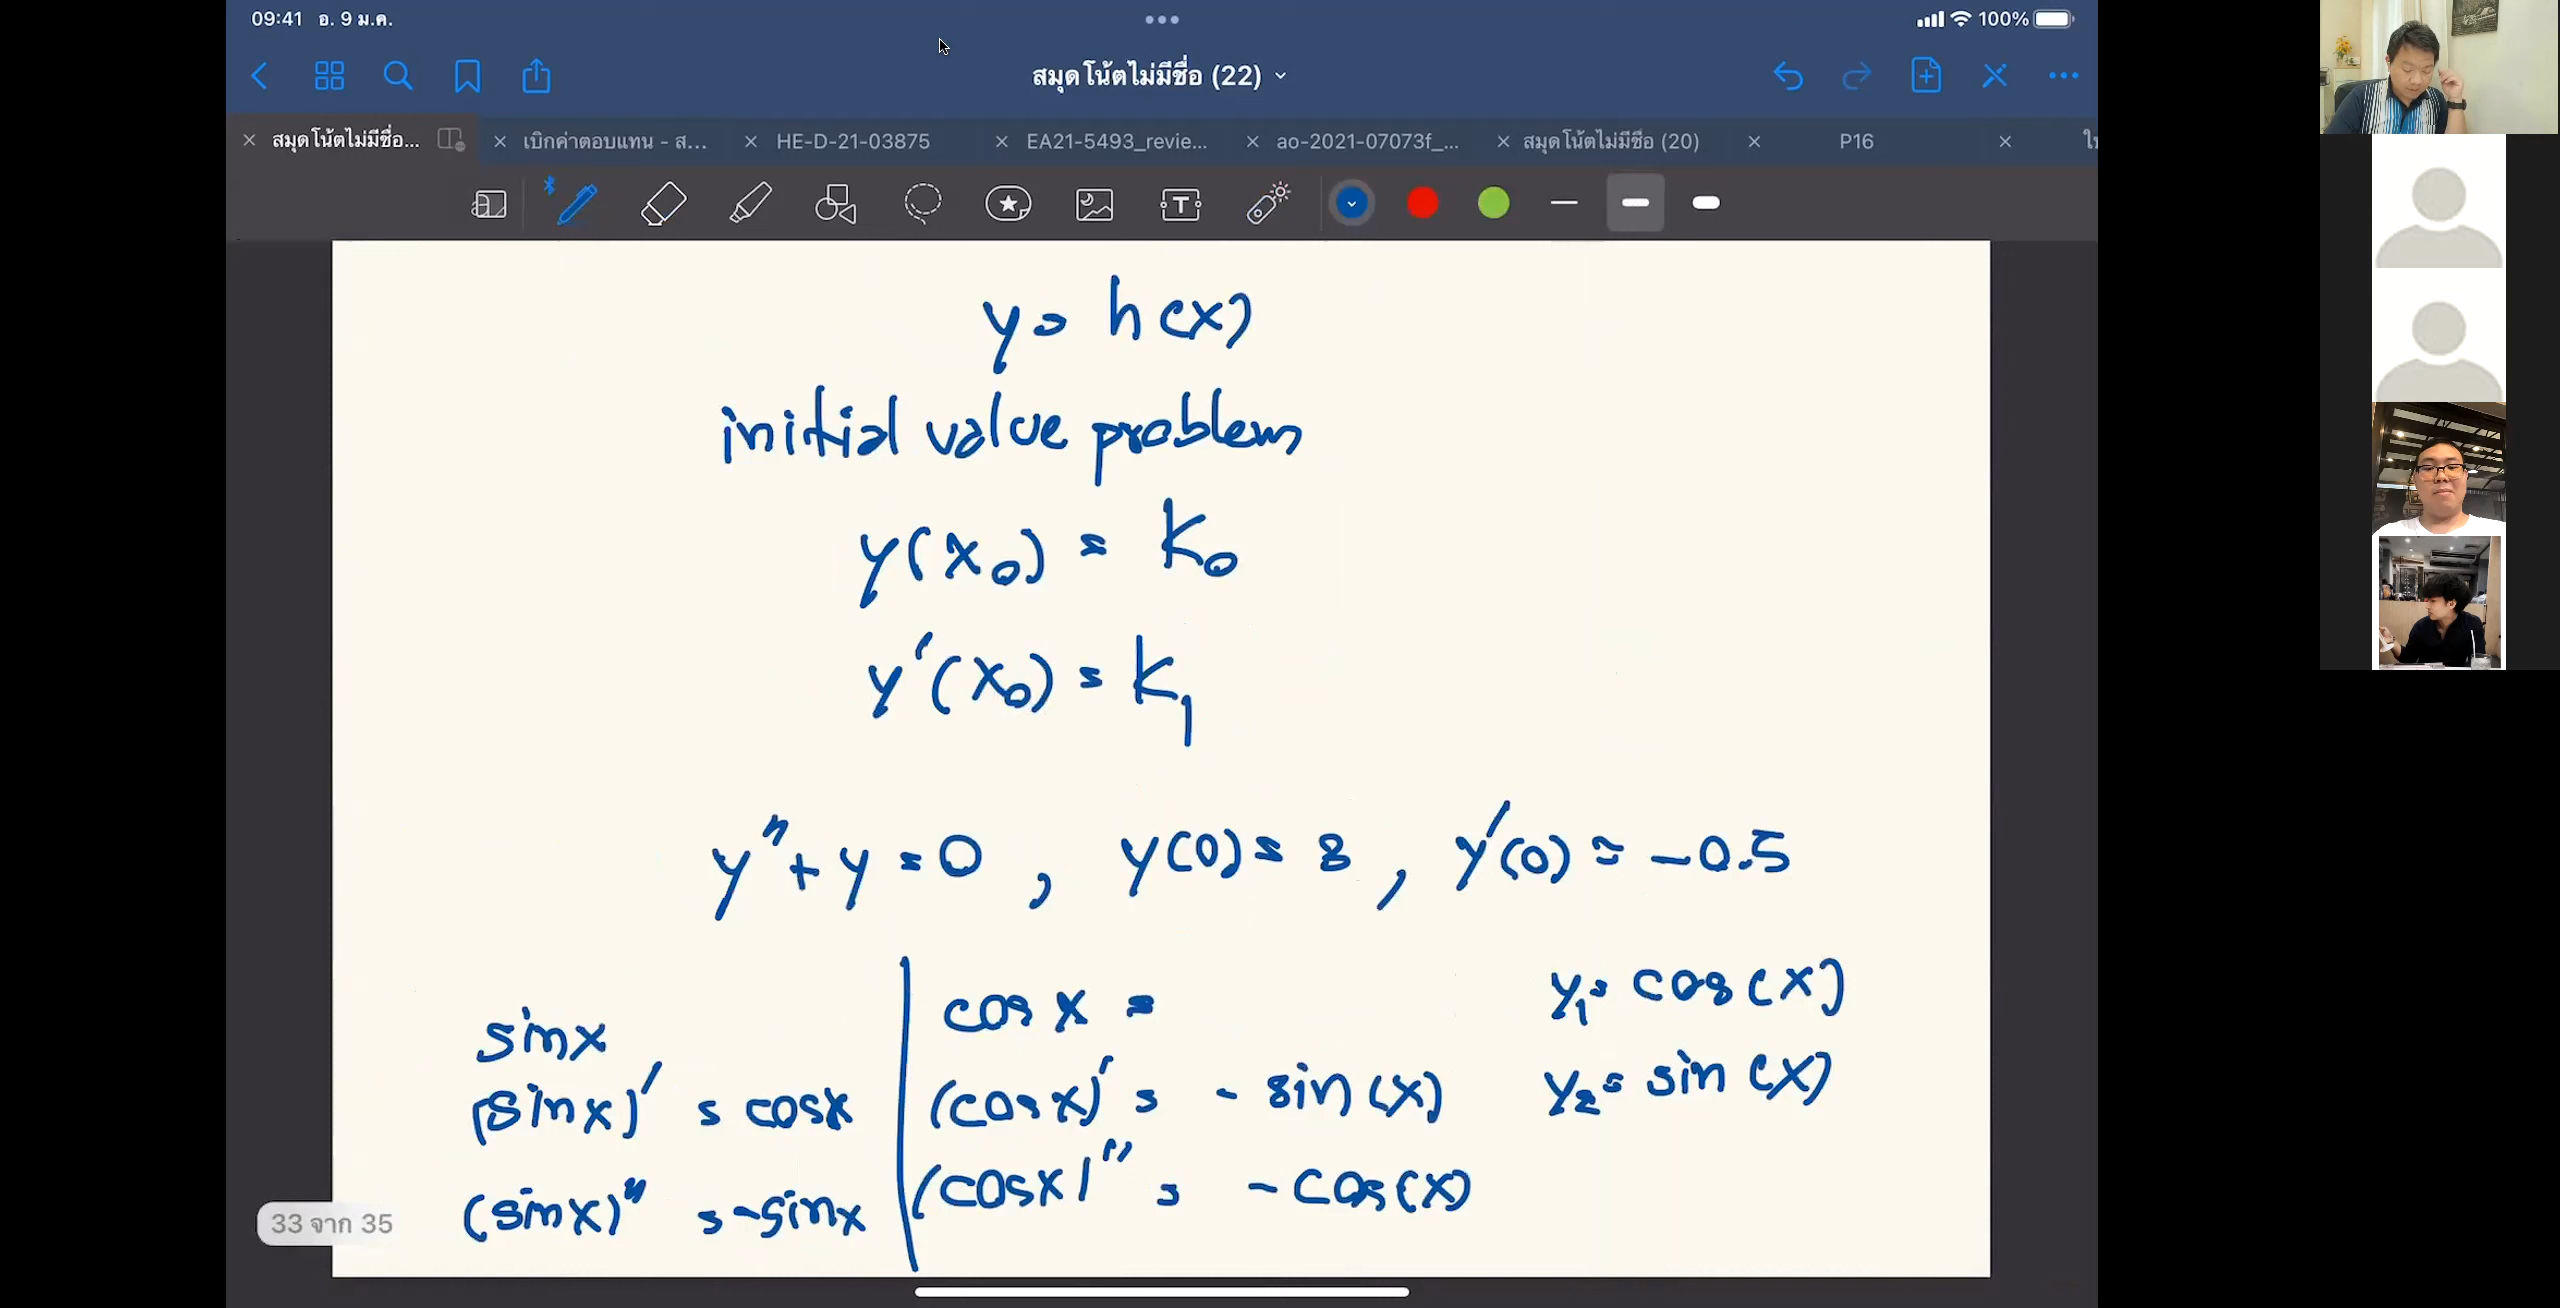 09:41 อ. 9 ม.ค. 100%
สมุดโน้ตไม่มีชื่อ (22)
สมุดโน้ตไม่มีชื่อ... เบิกค่าตอบแทน - ส... HE-D-21-03875 EA21-5493_revie... ao-2021-07073f_... สมุดโน้ตไม่มีชื่อ (20) P16
y = h(x)
initial value problem
y(x₀) = K₀
y'(x₀) = K₁
y" + y = 0 , y(0) = 3 , y'(0) = -0.5
sinx
(sinx)' = cosx
(sinx)" = -sinx
cos x =
(cosx)' = - sin(x)
(cosx)" = - cos(x)
y₁ = cos(x)
y₂ = sin(x)
33 จาก 35